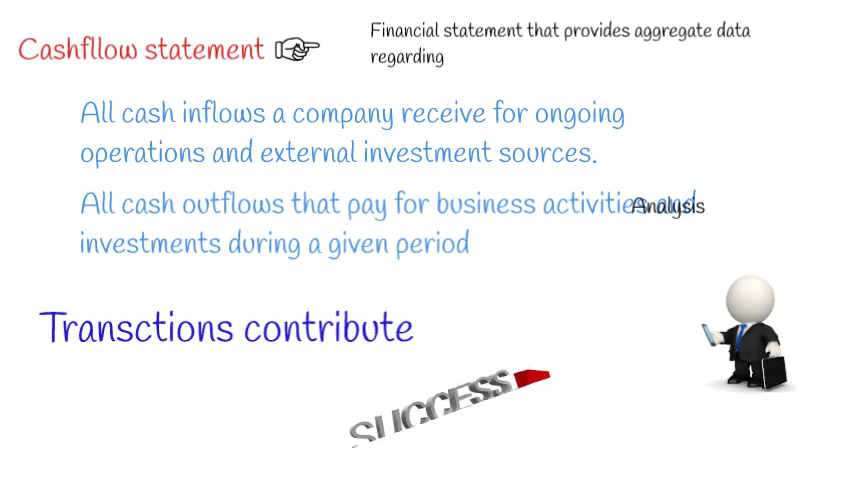 Cashfllow statement
Financial statement that provides aggregate data
regarding
All cash inflows a company receive for ongoing
operations and external investment sources.
All cash outflows that pay for business activities and
Analysis
investments during a given period
Transctions contribute
SUCCESS